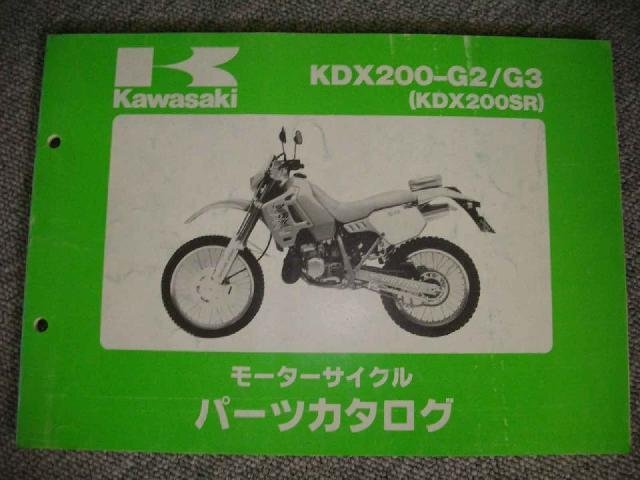 Kawasaki
KDX200-G2/G3
(KDX200SR)
モーターサイクル
パーツカタログ